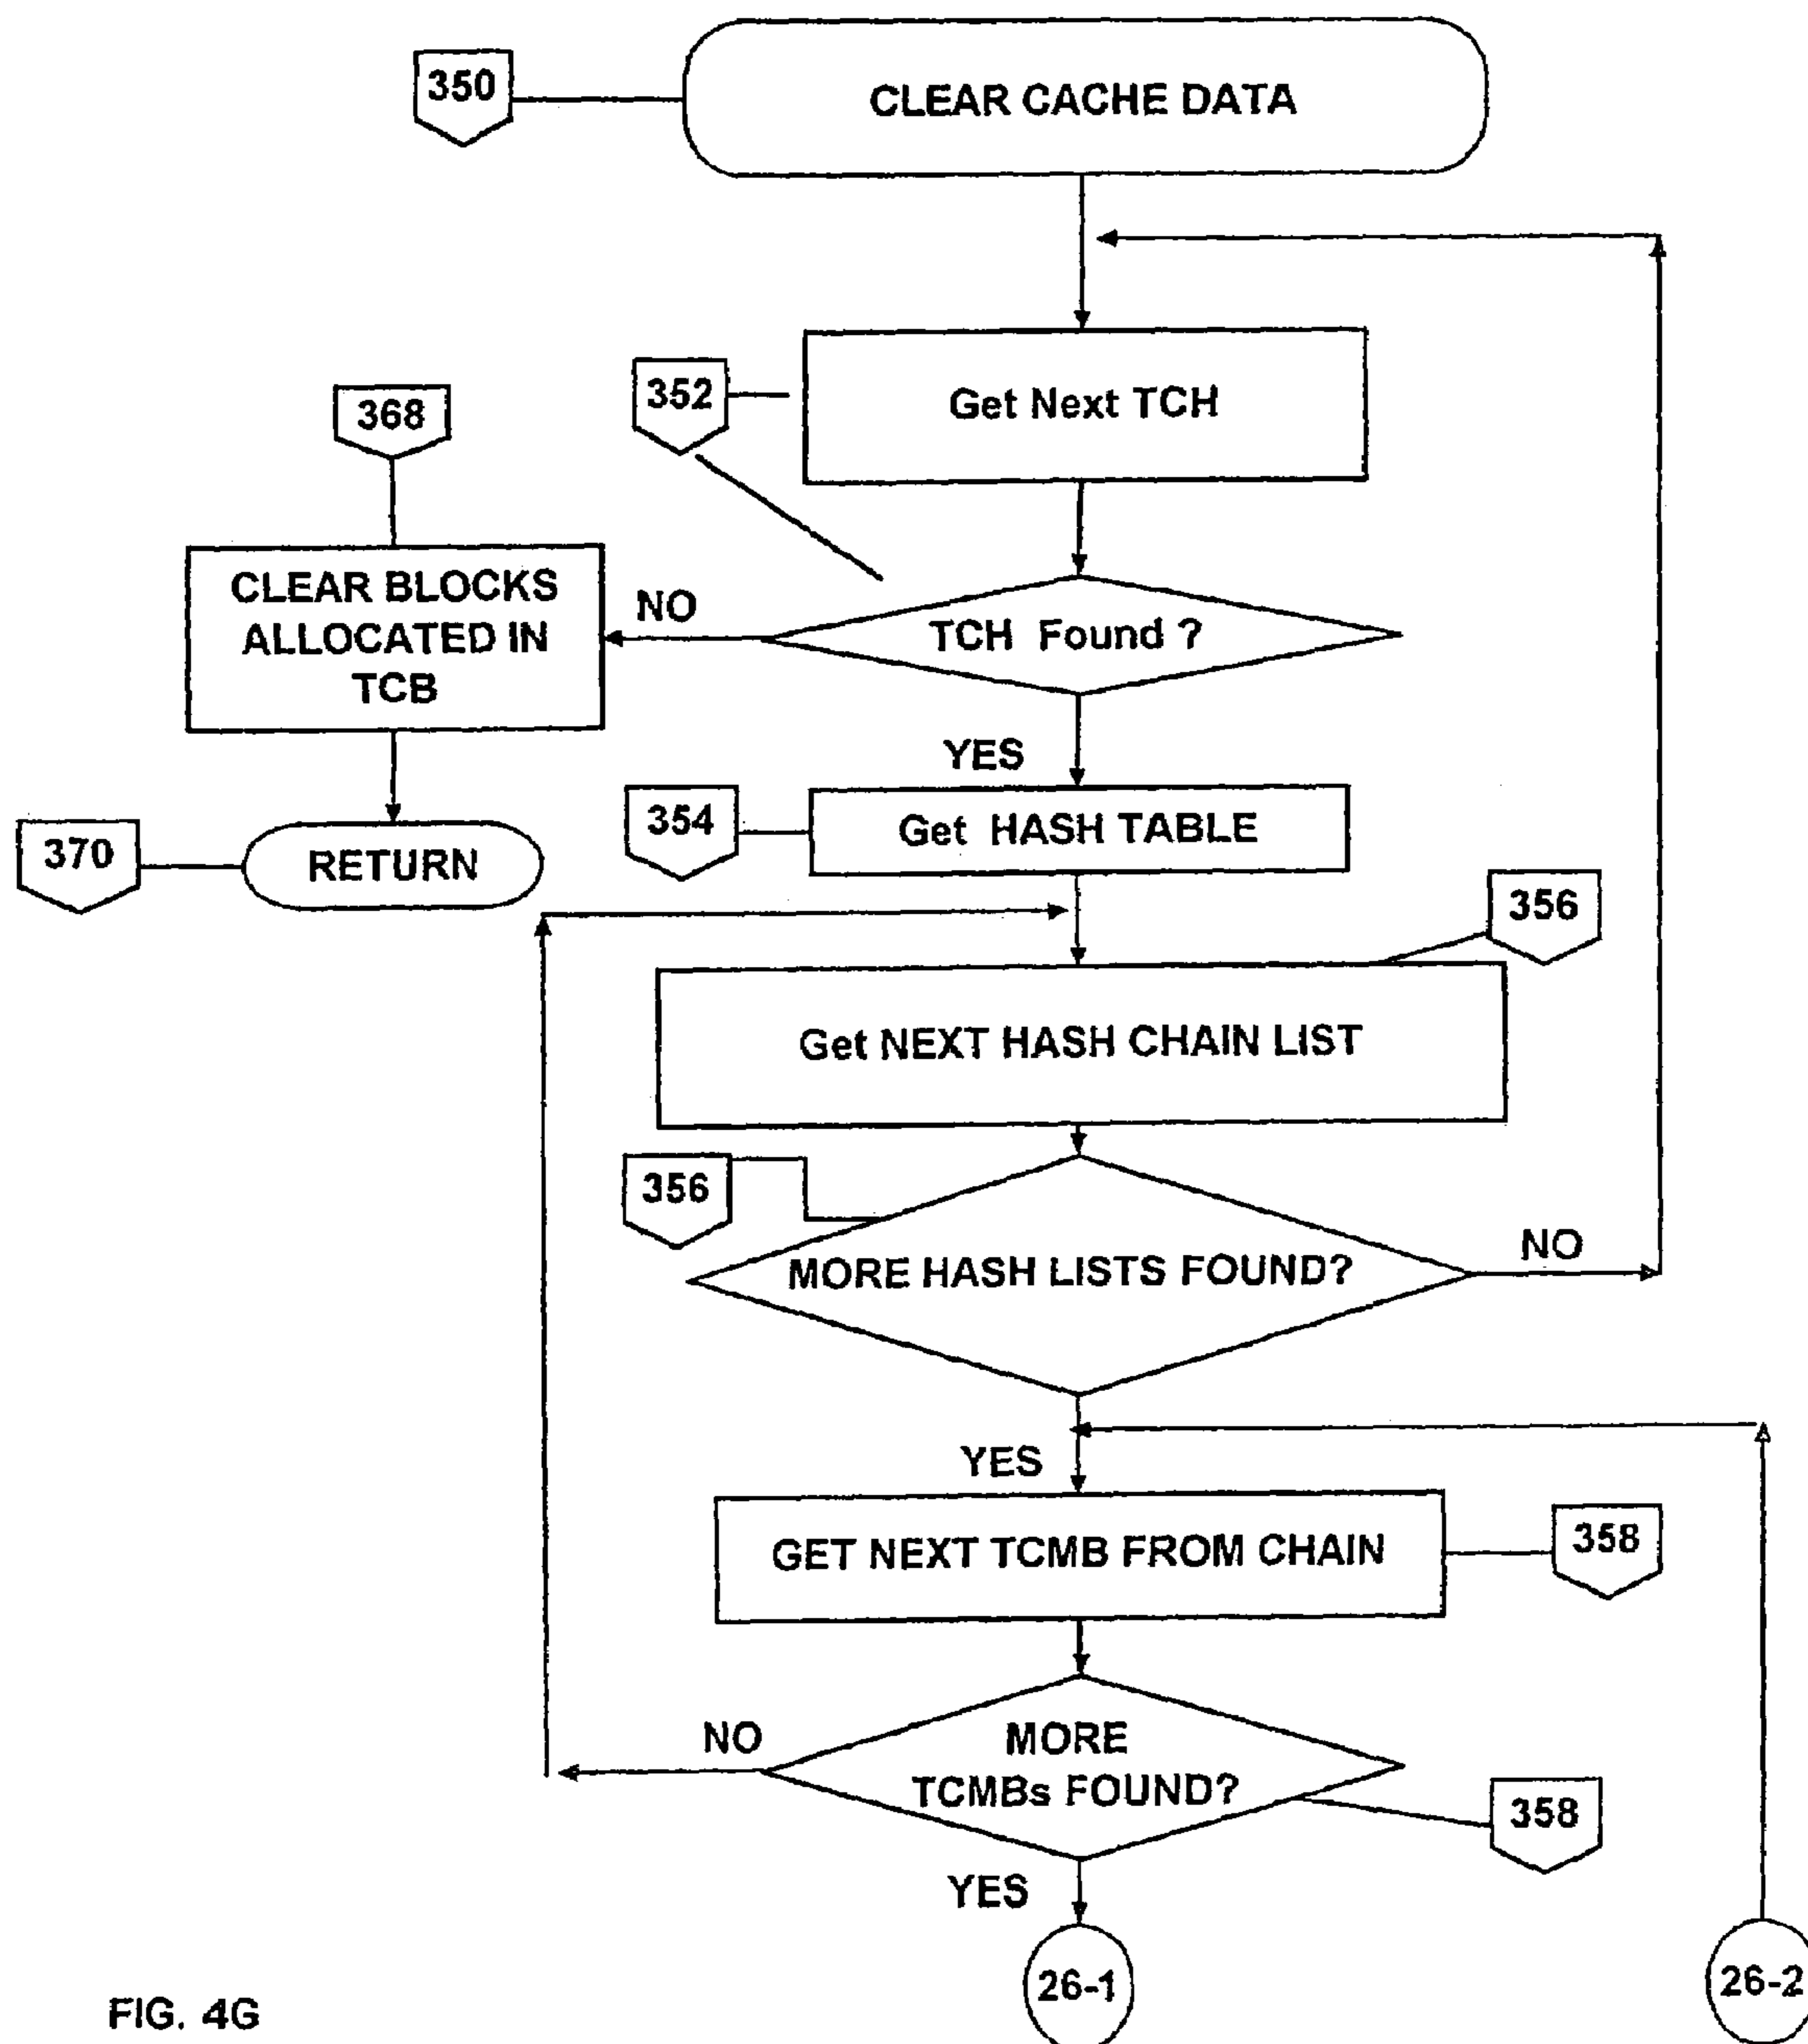 350
CLEAR CACHE DATA
352
Get Next TCH
368
CLEAR BLOCKS
ALLOCATED IN
TCB
NO
TCH Found ?
YES
354
Get HASH TABLE
370
RETURN
356
Get NEXT HASH CHAIN LIST
356
MORE HASH LISTS FOUND?
NO
YES
GET NEXT TCMB FROM CHAIN
358
NO
MORE
TCMBs FOUND?
358
YES
26-1
26-2
FIG. 4G